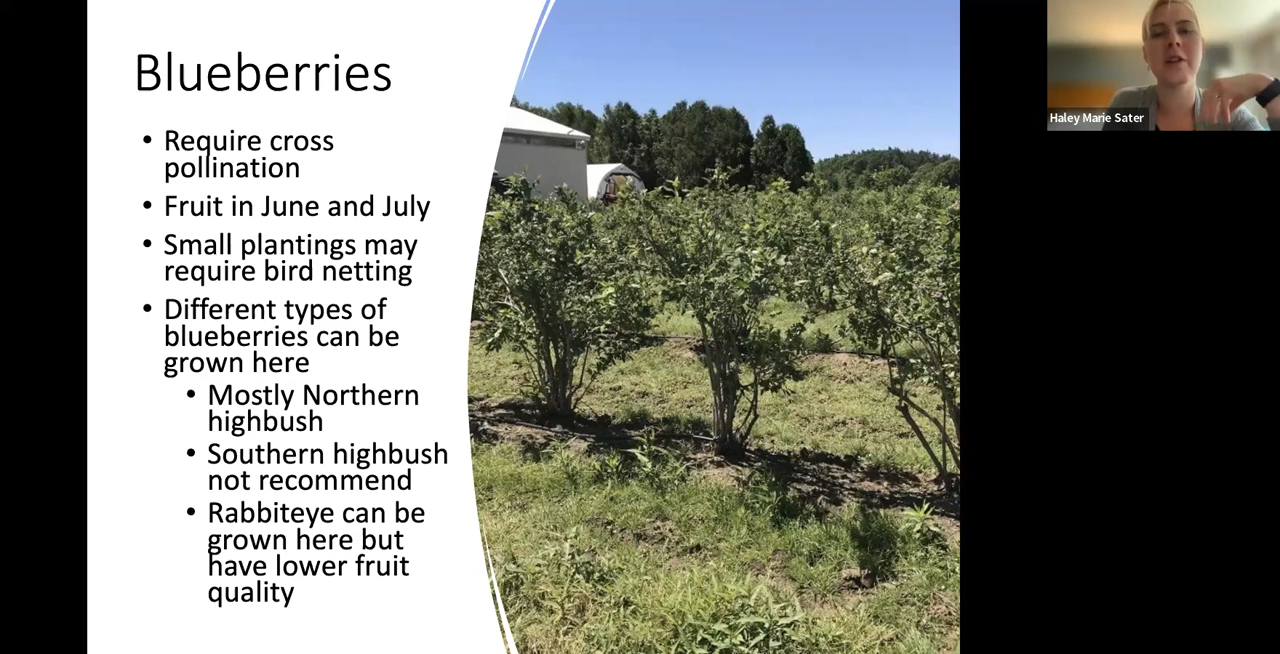 Blueberries
• Require cross
pollination
• Fruit in June and July
• Small plantings may
require bird netting
• Different types of
blueberries can be
grown here
• Mostly Northern
highbush
• Southern highbush
not recommend
• Rabbiteye can be
grown here but
have lower fruit
quality
Haley Marie Sater